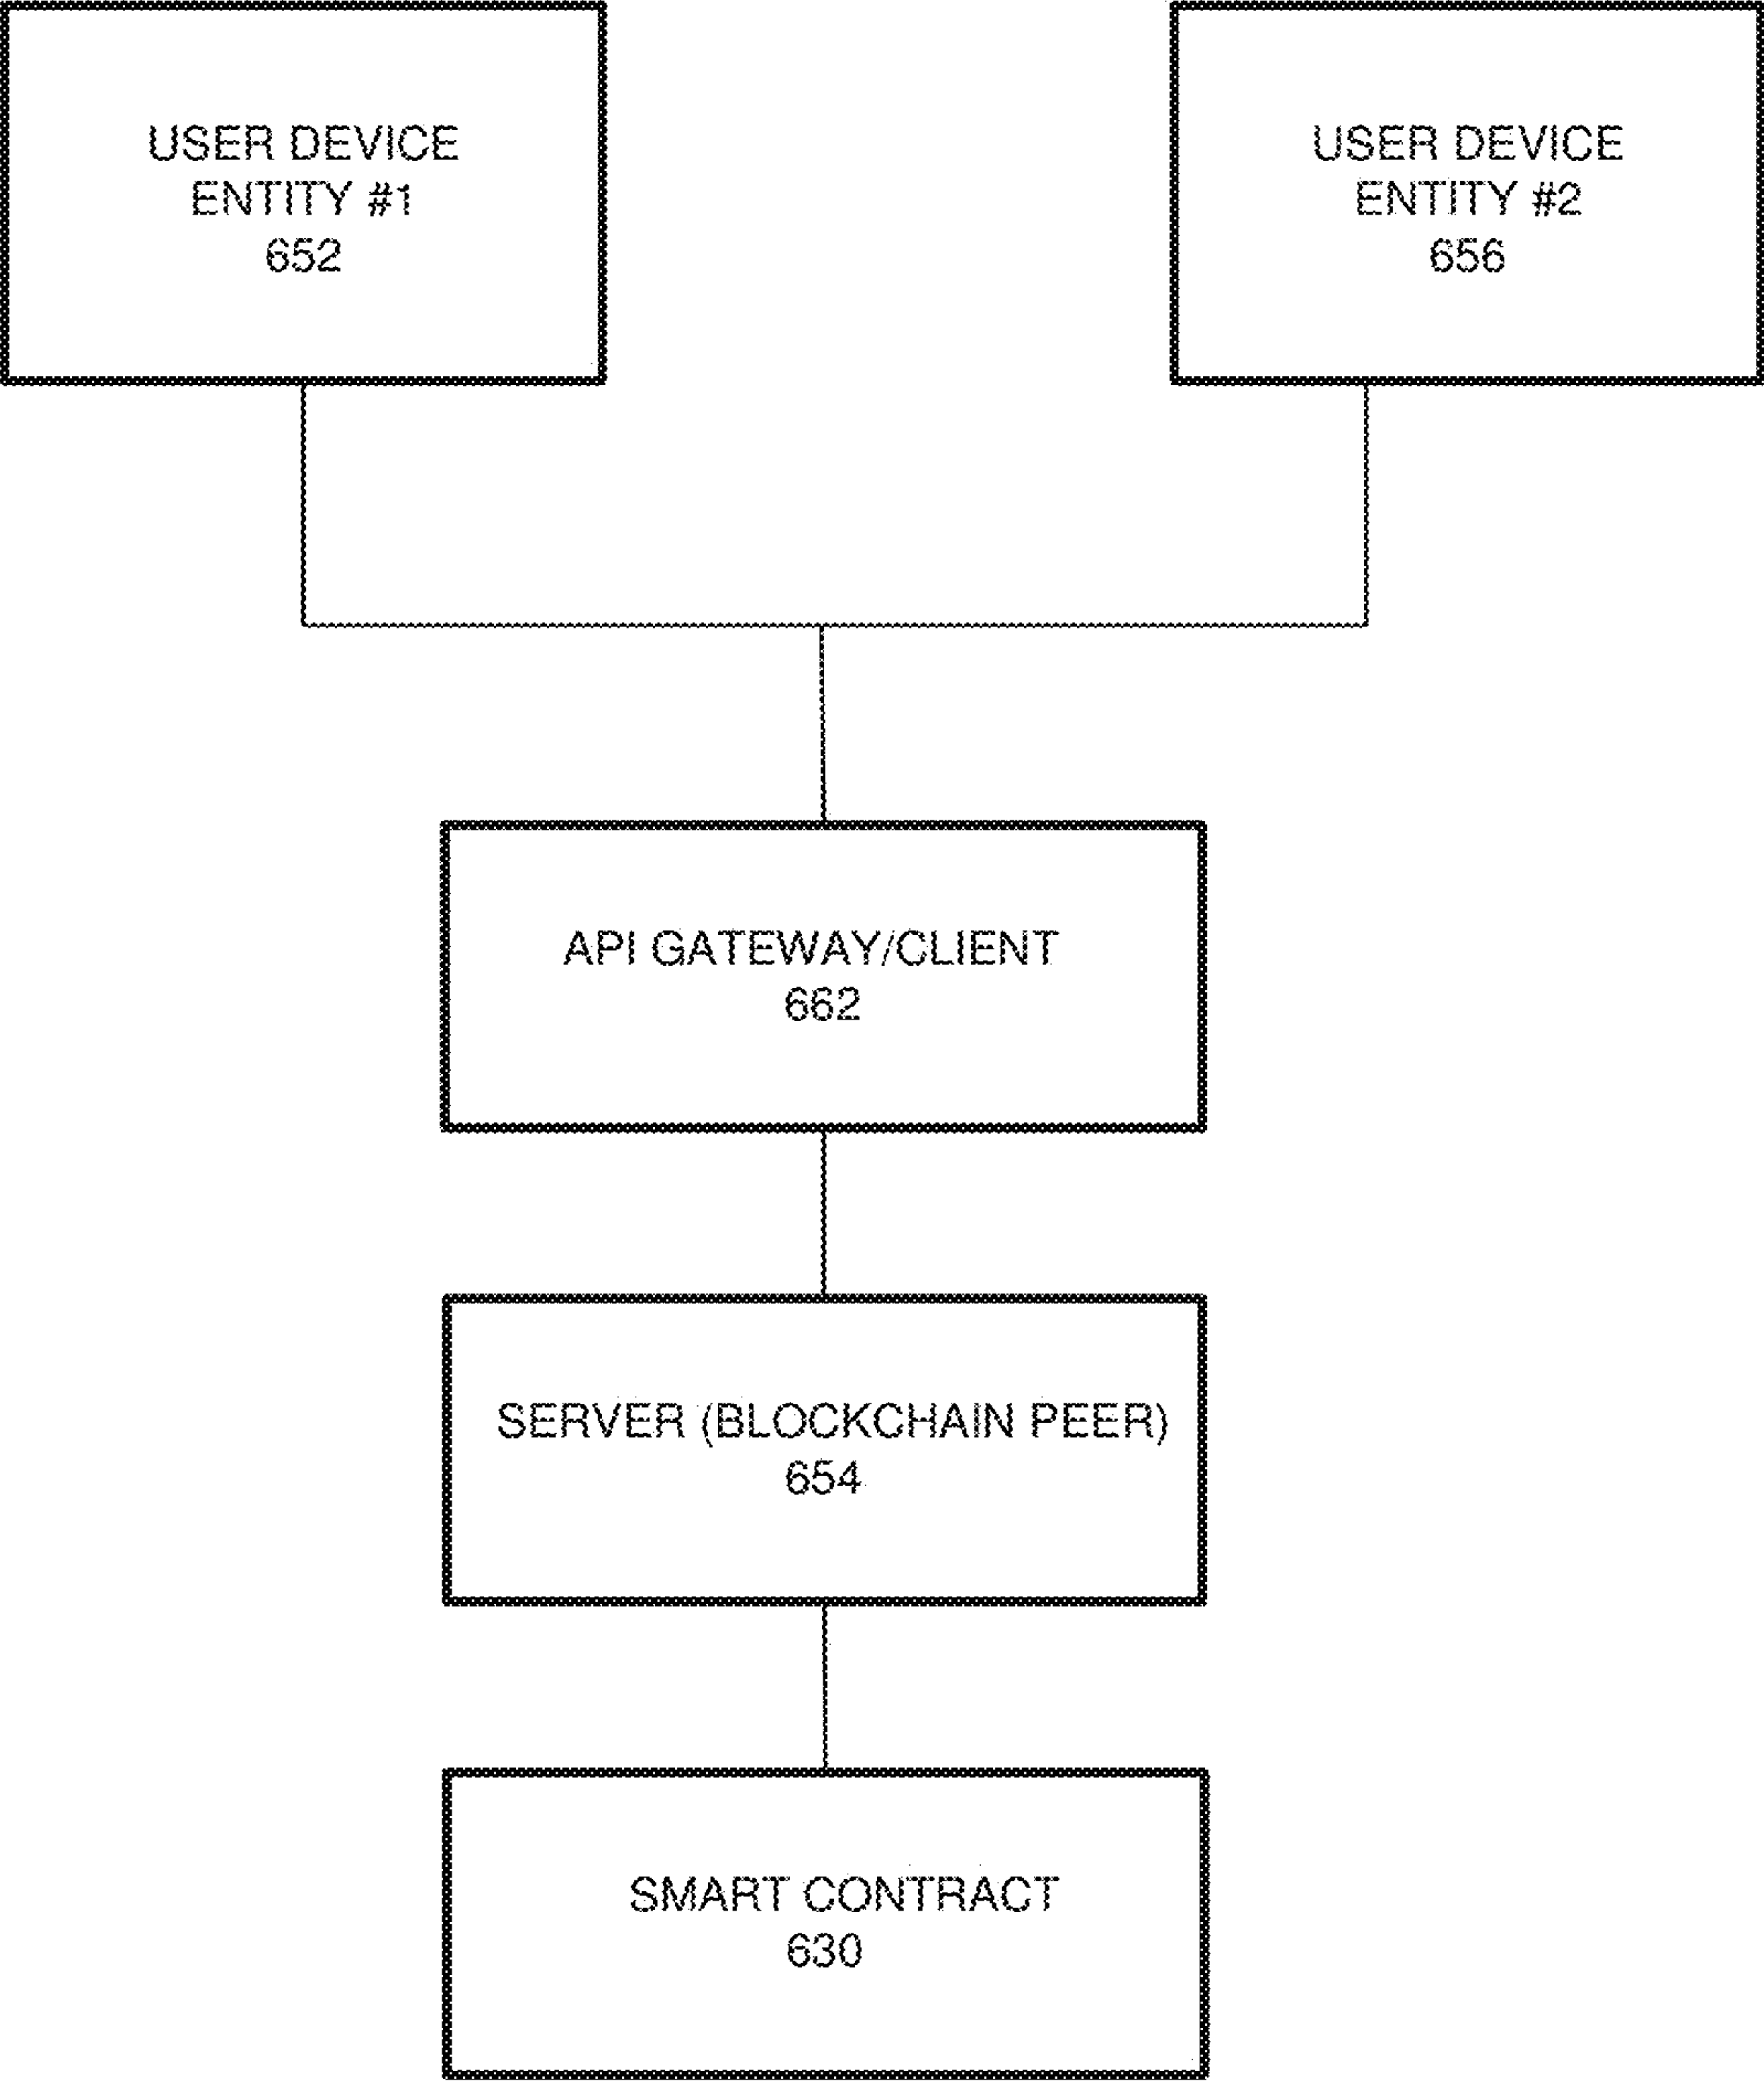 USER DEVICE
ENTITY #1
652
USER DEVICE
ENTITY #2
656
API GATEWAY/CLIENT
662
SERVER (BLOCKCHAIN PEER)
654
SMART CONTRACT
630